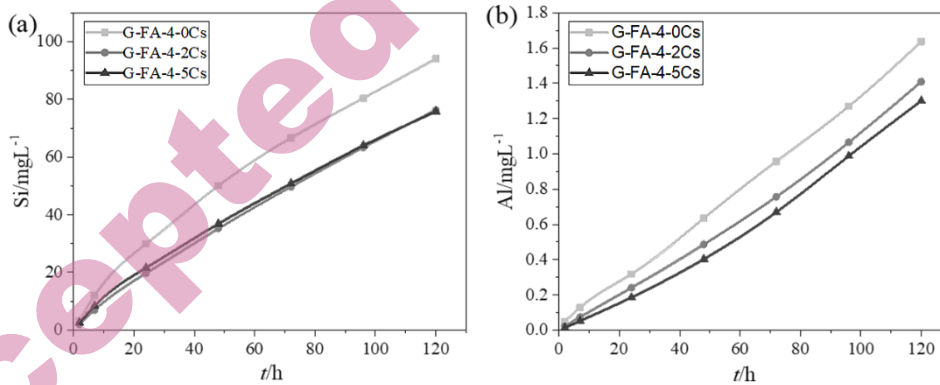 (a)
G-FA-4-0Cs
G-FA-4-2Cs
G-FA-4-5Cs
100
80
60
40
20
0
Si/mgL⁻¹
0 20 40 60 80 100 120
t/h
(b)
G-FA-4-0Cs
G-FA-4-2Cs
G-FA-4-5Cs
1.8
1.6
1.4
1.2
1.0
0.8
0.6
0.4
0.2
0.0
Al/mgL⁻¹
0 20 40 60 80 100 120
t/h
cepted